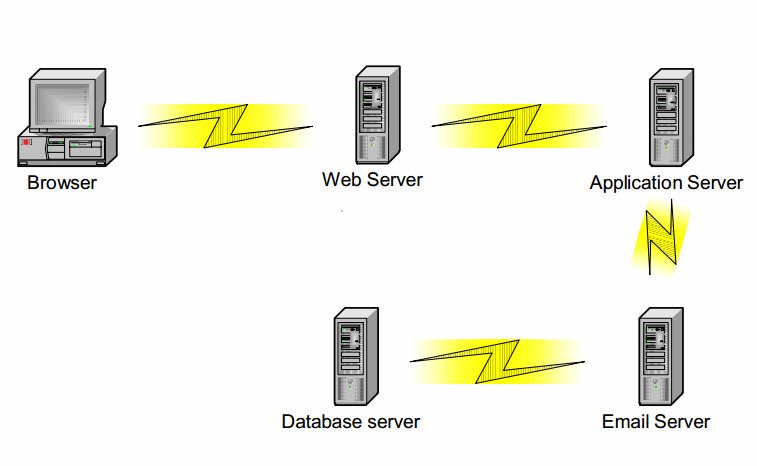 Browser
Web Server
Application Server
Database server
Email Server